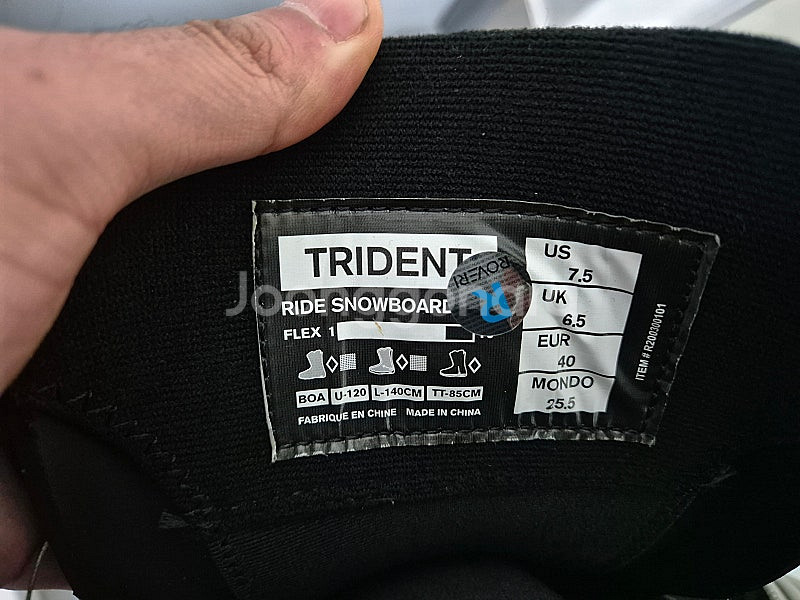 TRIDENT
RIDE SNOWBOARD
FLEX 1
BOA U-120 L-140CM TT-85CM
FABRIQUE EN CHINE MADE IN CHINA
ROVERI
US
7.5
UK
6.5
EUR
40
MONDO
25.5
ITEM # R200300101